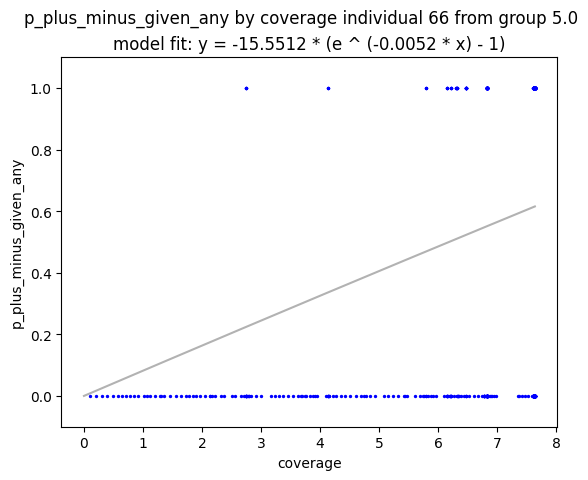 p_plus_minus_given_any by coverage individual 66 from group 5.0
model fit: y = -15.5512 * (e ^ (-0.0052 * x) - 1)
1.0
0.8
0.6
0.4
0.2
0.0
p_plus_minus_given_any
0 1 2 3 4 5 6 7 8
coverage